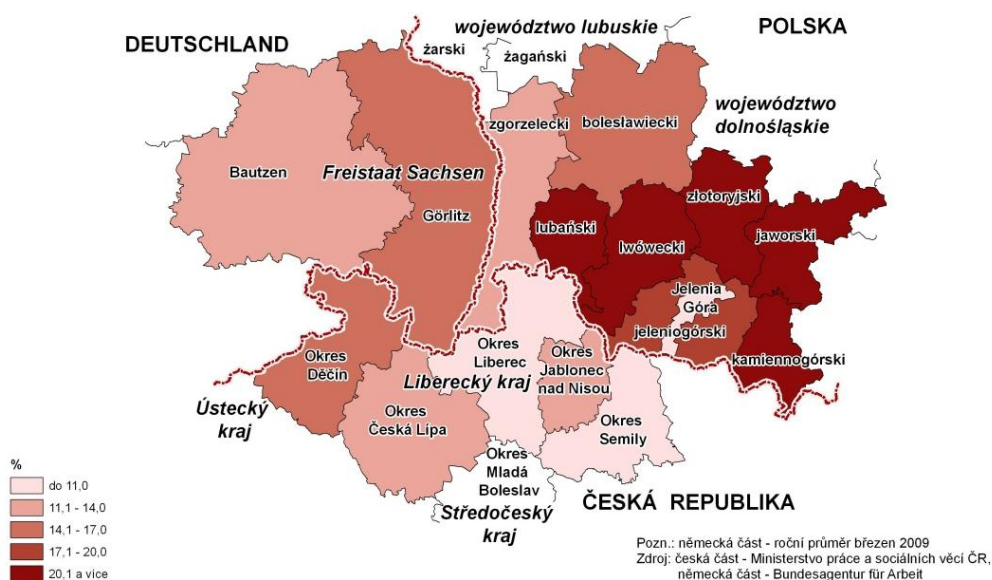 DEUTSCHLAND
województwo lubuskie
POLSKA
żarski
żagański
zgorzelecki
bolesławiecki
województwo
dolnośląskie
Bautzen
Freistaat Sachsen
Görlitz
lubański
lwówecki
złotoryjski
jaworski
Jelenia
Góra
jeleniogórski
kamiennogórski
Okres
Děčín
Okres
Liberec
Okres
Jablonec
nad Nisou
Liberecký kraj
Ústecký
kraj
Okres
Česká Lípa
Okres
Semily
Okres
Mladá
Boleslav
Středočeský
kraj
ČESKÁ REPUBLIKA
%
do 11,0
11,1 - 14,0
14,1 - 17,0
17,1 - 20,0
20,1 a více
Pozn.: německá část - roční průměr březen 2009
Zdroj: česká část - Ministerstvo práce a sociálních věcí ČR,
německá část - Bundesagentur für Arbeit